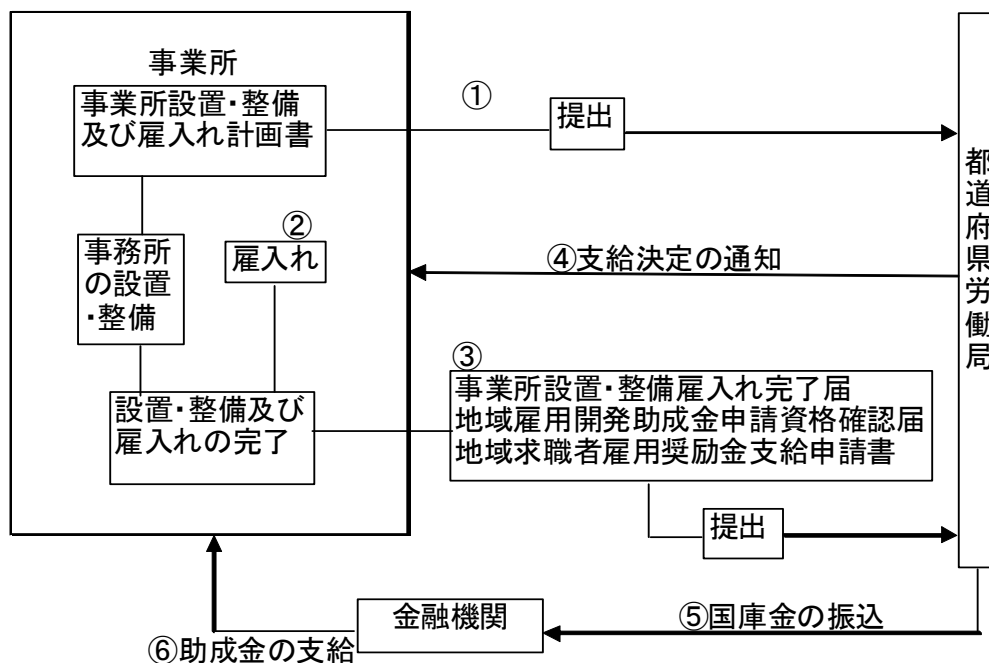 事業所
事業所設置・整備
及び雇入れ計画書
①
提出
②
雇入れ
事務所
の設置
・整備
④支給決定の通知
都道府県労働局
③
事業所設置・整備雇入れ完了届
地域雇用開発助成金申請資格確認届
地域求職者雇用奨励金支給申請書
設置・整備及び
雇入れの完了
提出
金融機関
⑤国庫金の振込
⑥助成金の支給